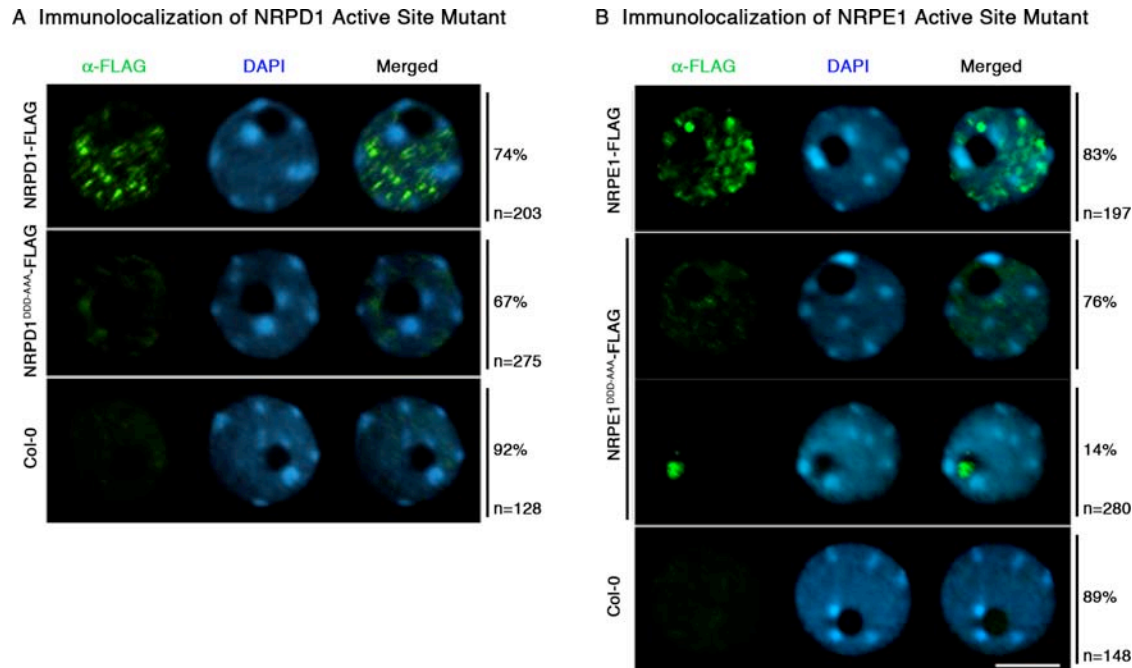 A Immunolocalization of NRPD1 Active Site Mutant
α-FLAG DAPI Merged
NRPD1-FLAG
74%
n=203
NRPD1DDD-AAA-FLAG
67%
n=275
Col-0
92%
n=128
B Immunolocalization of NRPE1 Active Site Mutant
α-FLAG DAPI Merged
NRPE1-FLAG
83%
n=197
NRPE1DDD-AAA-FLAG
76%
14%
n=280
Col-0
89%
n=148